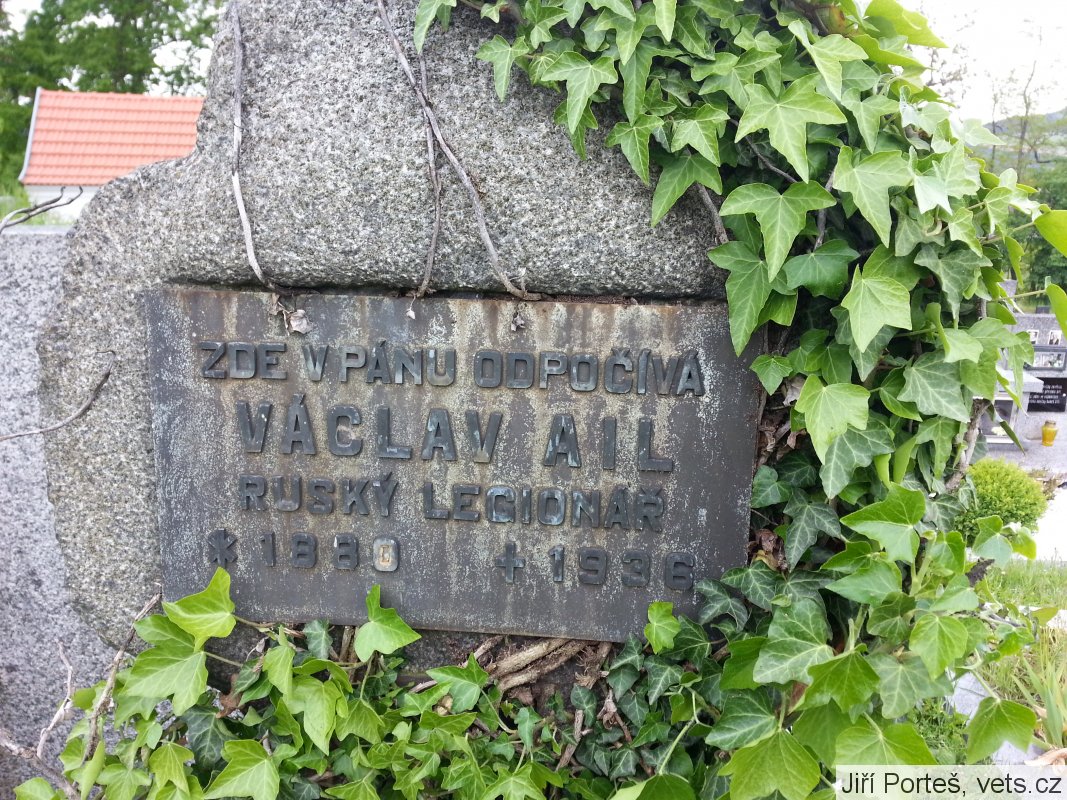 ZDE V PÁNU ODPOČÍVÁ
VÁCLAV AIL
RUSKÝ LEGIONÁŘ
* 1880 + 1936
Jiří Porteš, vets.cz